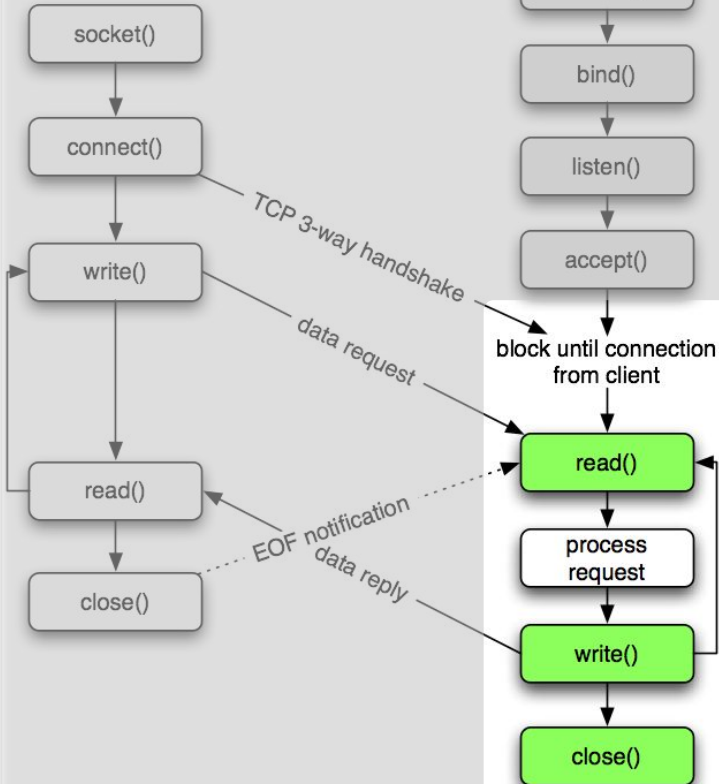 socket()
connect()
write()
read()
close()
TCP 3-way handshake
data request
EOF notification
data reply
bind()
listen()
accept()
block until connection
from client
read()
process
request
write()
close()